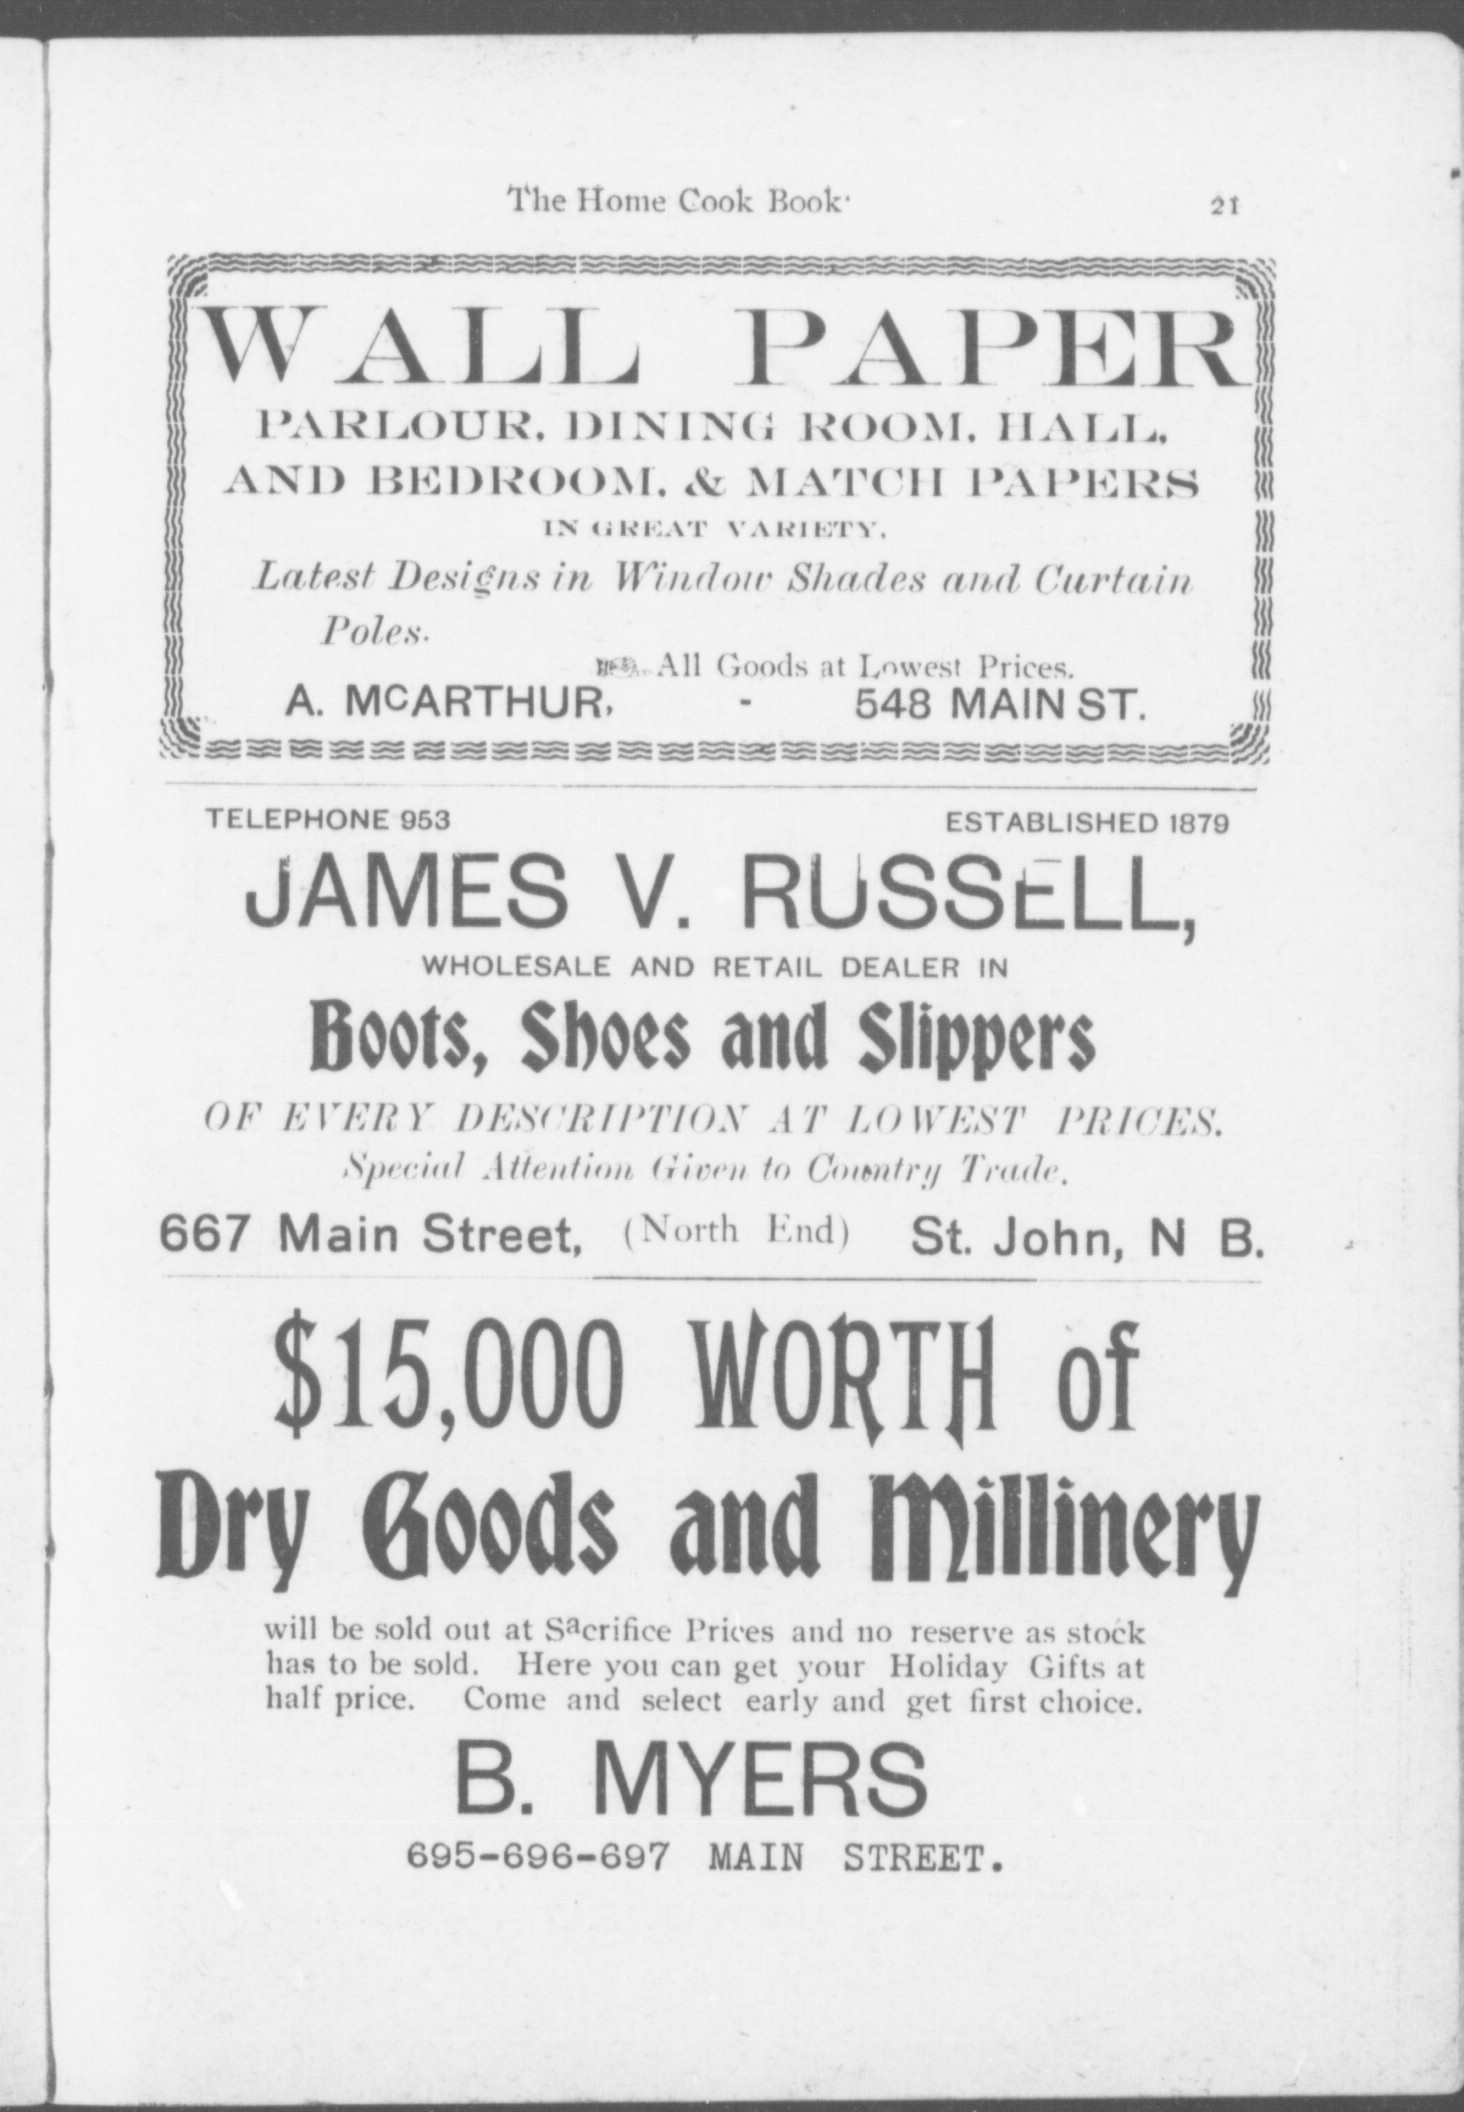 The Home Cook Book.
21
WALL PAPER
PARLOUR, DINING ROOM, HALL,
AND BEDROOM, & MATCH PAPERS
IN GREAT VARIETY,
Latest Designs in Window Shades and Curtain
Poles.
All Goods at Lowest Prices.
A. McARTHUR, - 548 MAIN ST.
TELEPHONE 953 ESTABLISHED 1879
JAMES V. RUSSELL,
WHOLESALE AND RETAIL DEALER IN
Boots, Shoes and Slippers
OF EVERY DESCRIPTION AT LOWEST PRICES.
Special Attention Given to Country Trade.
667 Main Street, (North End) St. John, N B.
$15,000 WORTH of
Dry Goods and Millinery
will be sold out at Sacrifice Prices and no reserve as stock
has to be sold. Here you can get your Holiday Gifts at
half price. Come and select early and get first choice.
B. MYERS
695-696-697 MAIN STREET.